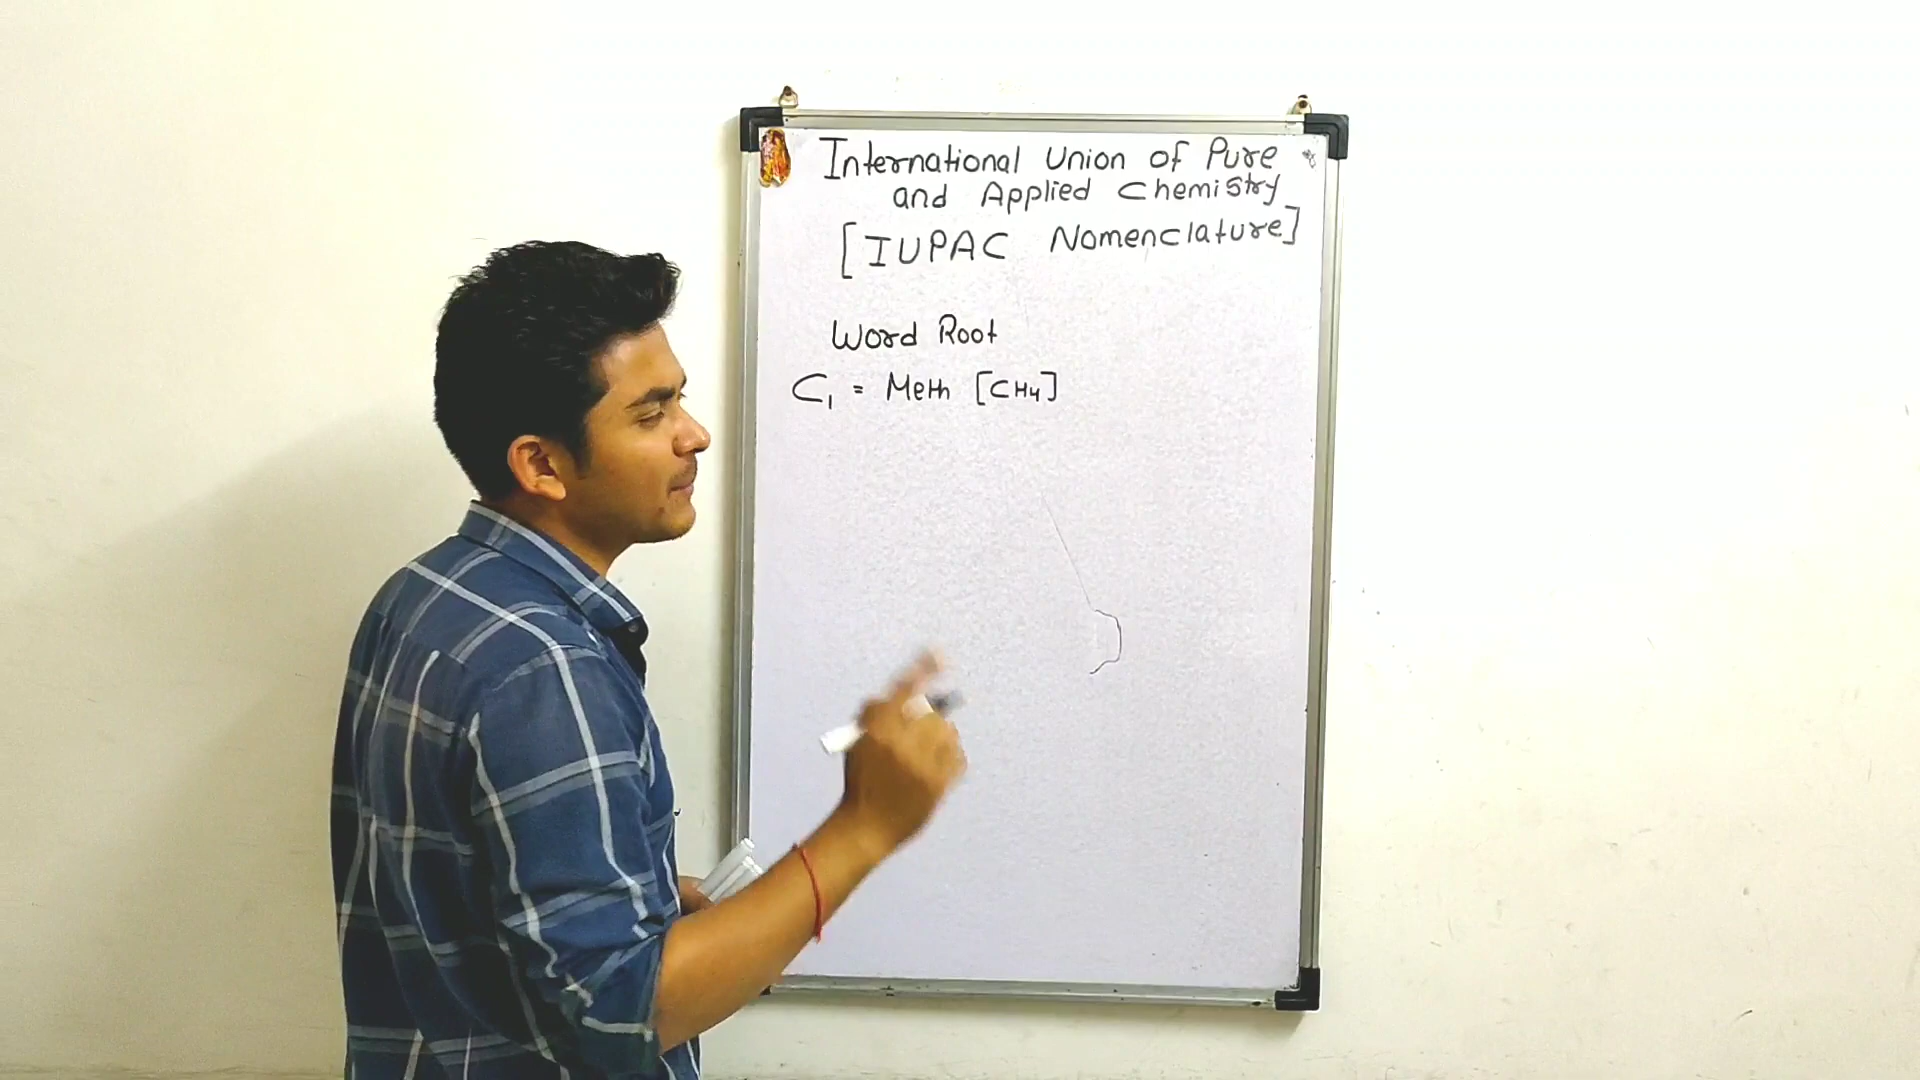 International Union of Pure
and Applied Chemistry
[IUPAC Nomenclature]
Word Root
C₁ = Meth [CH₄]